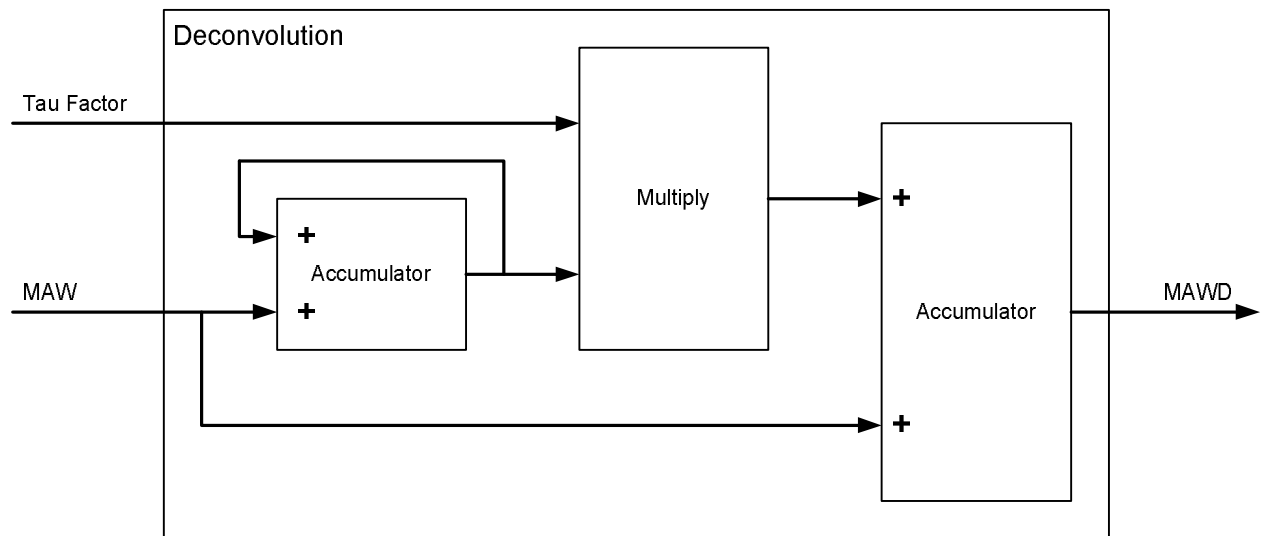 Deconvolution
Tau Factor
Multiply
+
+
Accumulator
MAW
+
MAWD
Accumulator
+